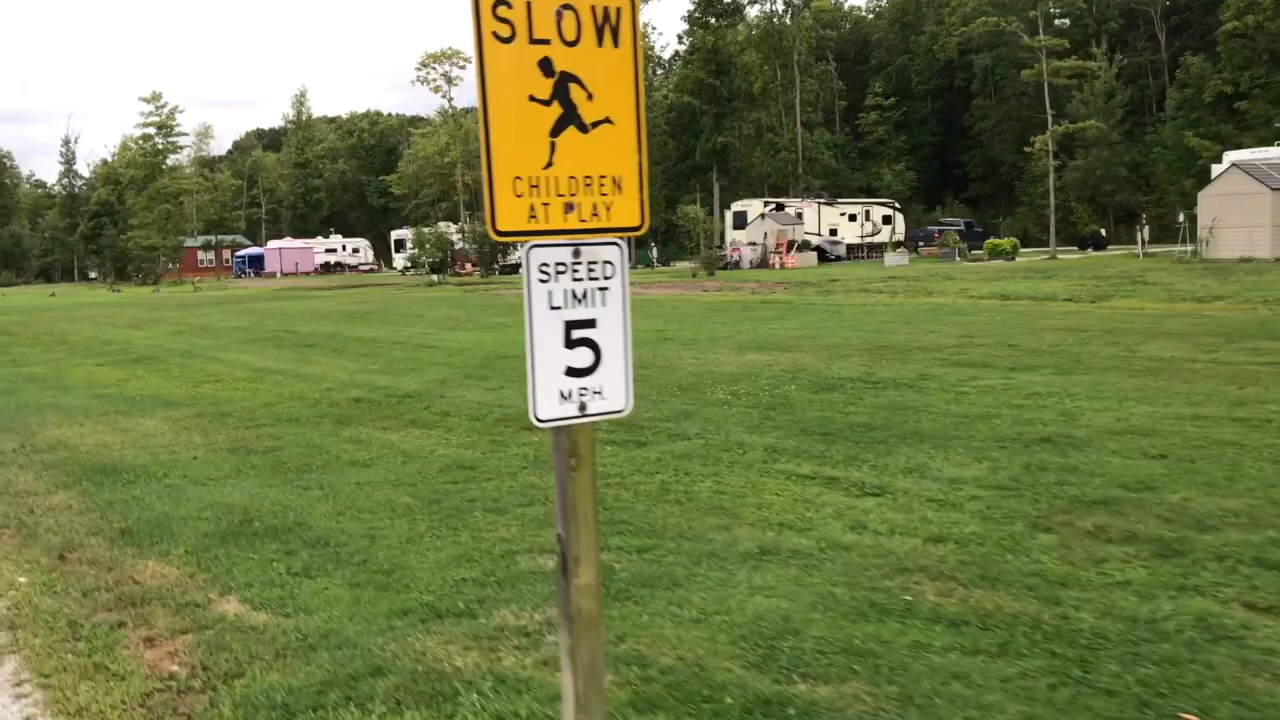 SLOW
CHILDREN
AT PLAY
SPEED
LIMIT
5
M.P.H.